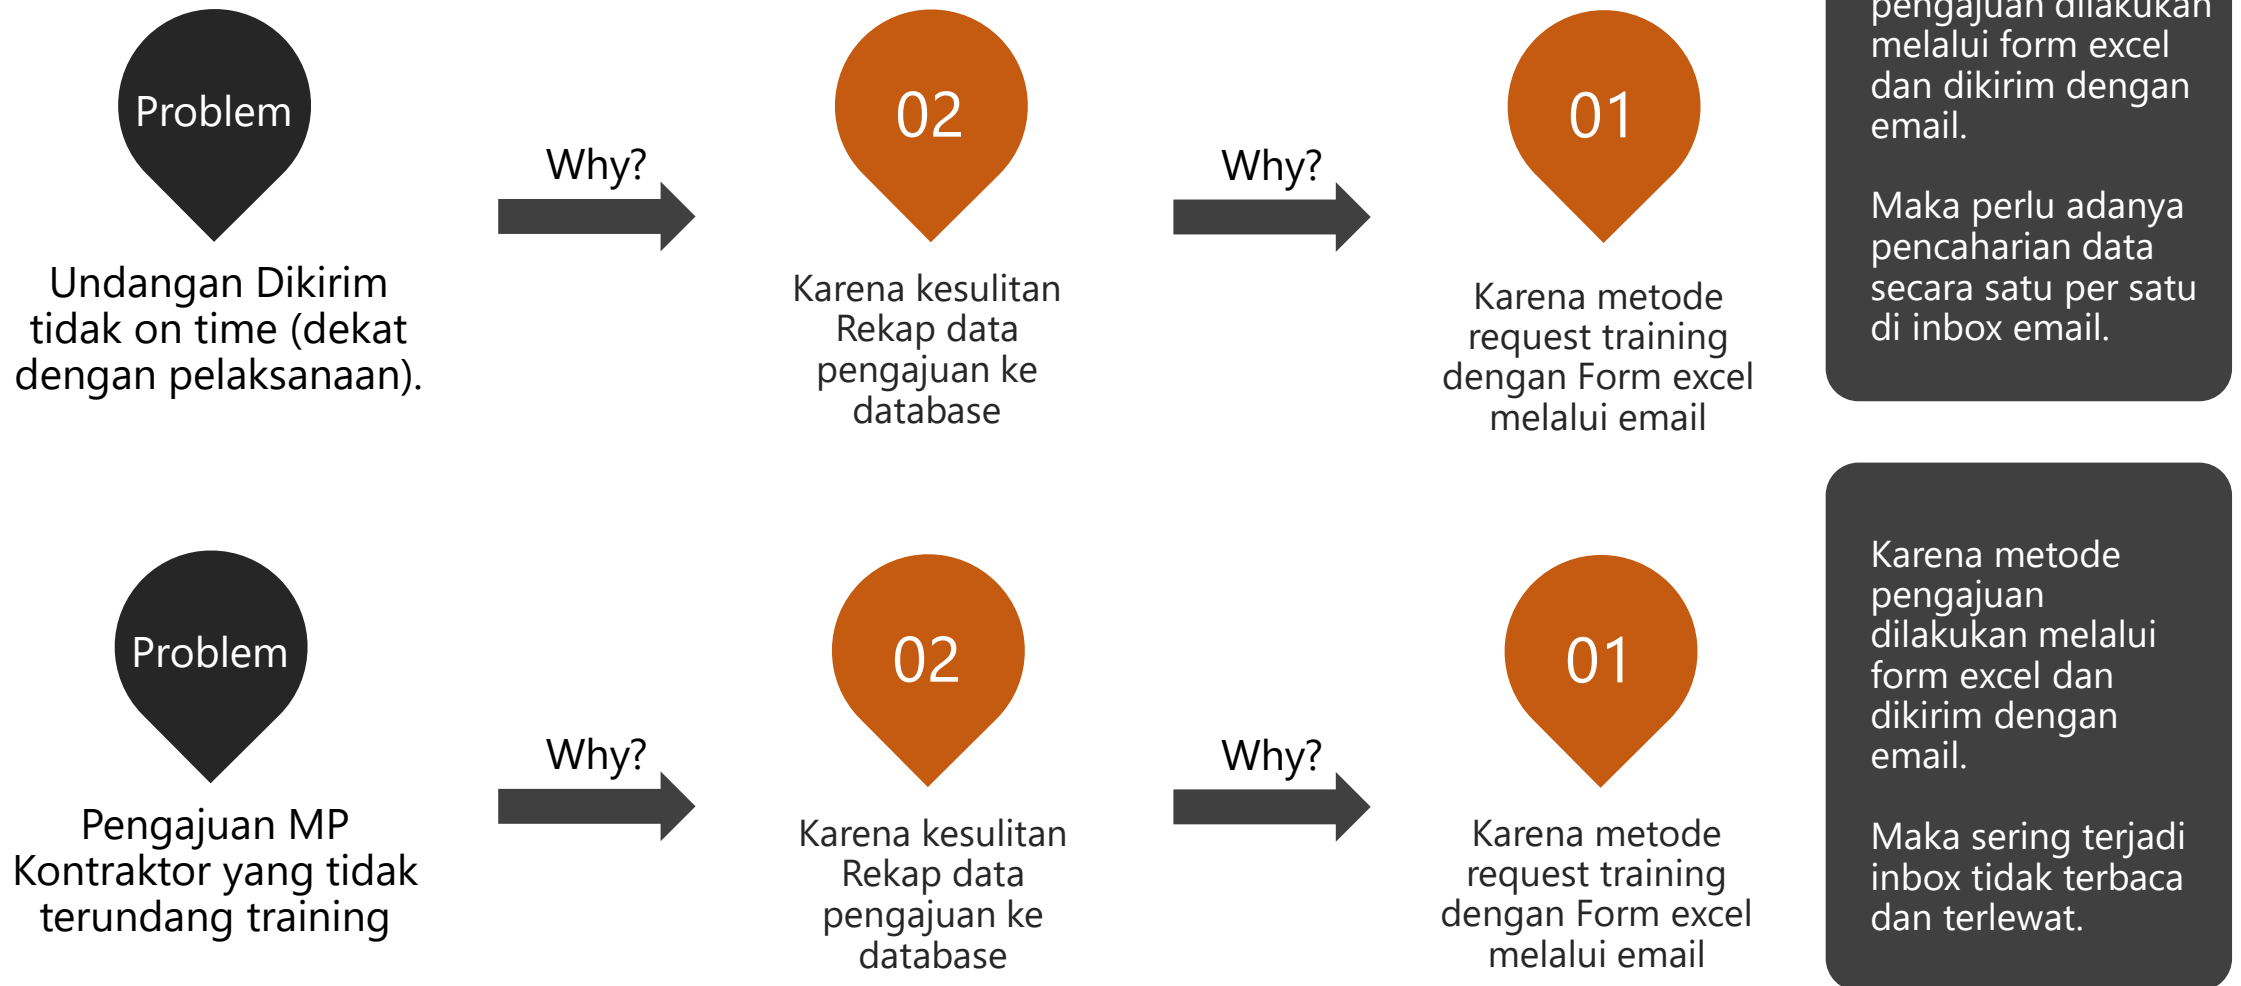 Problem
Why?
02
Why?
01
Undangan Dikirim
tidak on time (dekat
dengan pelaksanaan).
Karena kesulitan
Rekap data
pengajuan ke
database
Karena metode
request training
dengan Form excel
melalui email
pengajuan dilakukan
melalui form excel
dan dikirim dengan
email.
Maka perlu adanya
pencaharian data
secara satu per satu
di inbox email.
Problem
Why?
02
Why?
01
Pengajuan MP
Kontraktor yang tidak
terundang training
Karena kesulitan
Rekap data
pengajuan ke
database
Karena metode
request training
dengan Form excel
melalui email
Karena metode
pengajuan
dilakukan melalui
form excel dan
dikirim dengan
email.
Maka sering terjadi
inbox tidak terbaca
dan terlewat.